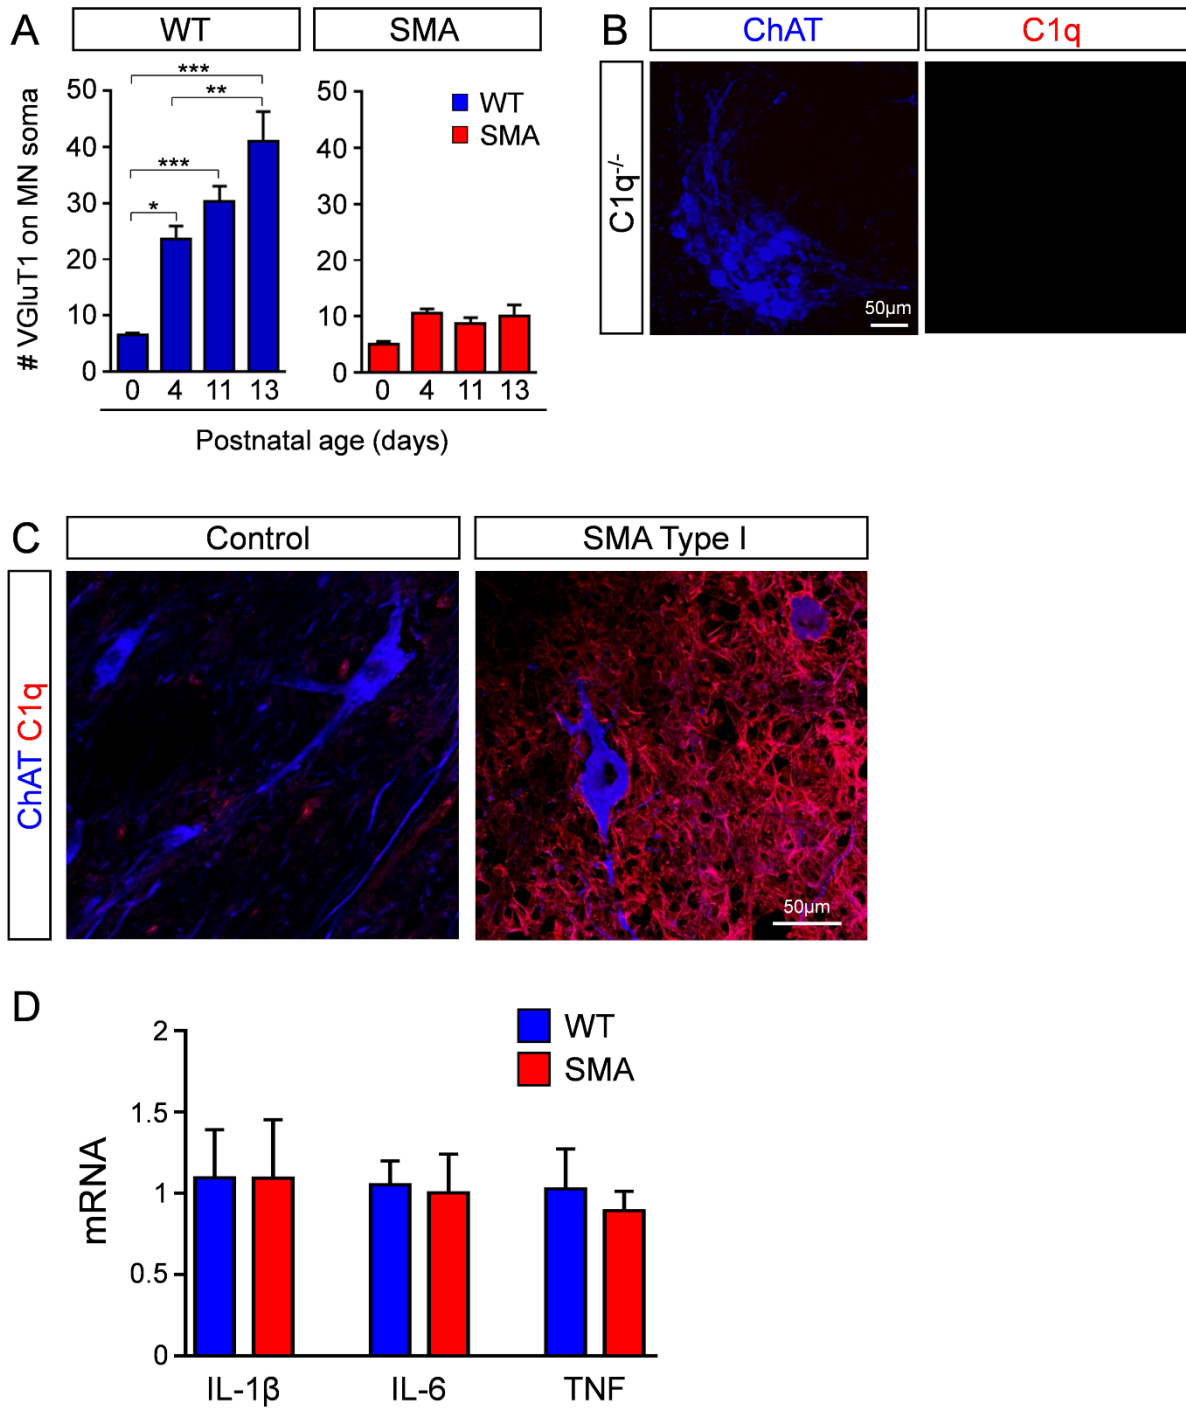 A
WT
SMA
# VGluT1 on MN soma
50
40
30
20
10
0
***
**
***
*
0 4 11 13
50
40
30
20
10
0
WT
SMA
0 4 11 13
Postnatal age (days)
B
ChAT
C1q
C1q-/-
50µm
C
Control
SMA Type I
ChAT C1q
50µm
D
WT
SMA
mRNA
2
1.5
1
0.5
0
IL-1β
IL-6
TNF